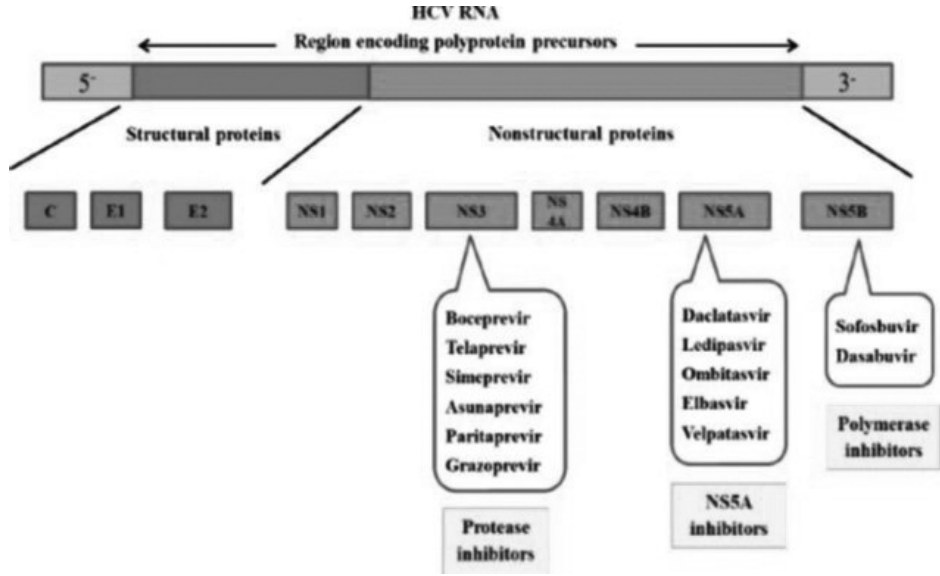 HCV RNA
Region encoding polyprotein precursors
5- 3-
Structural proteins Nonstructural proteins
C E1 E2 NS1 NS2 NS3 NS
4A NS4B NS5A NS5B
Boceprevir
Telaprevir
Simeprevir
Asunaprevir
Paritaprevir
Grazoprevir
Protease
inhibitors
Daclatasvir
Ledipasvir
Ombitasvir
Elbasvir
Velpatasvir
NS5A
inhibitors
Sofosbuvir
Dasabuvir
Polymerase
inhibitors